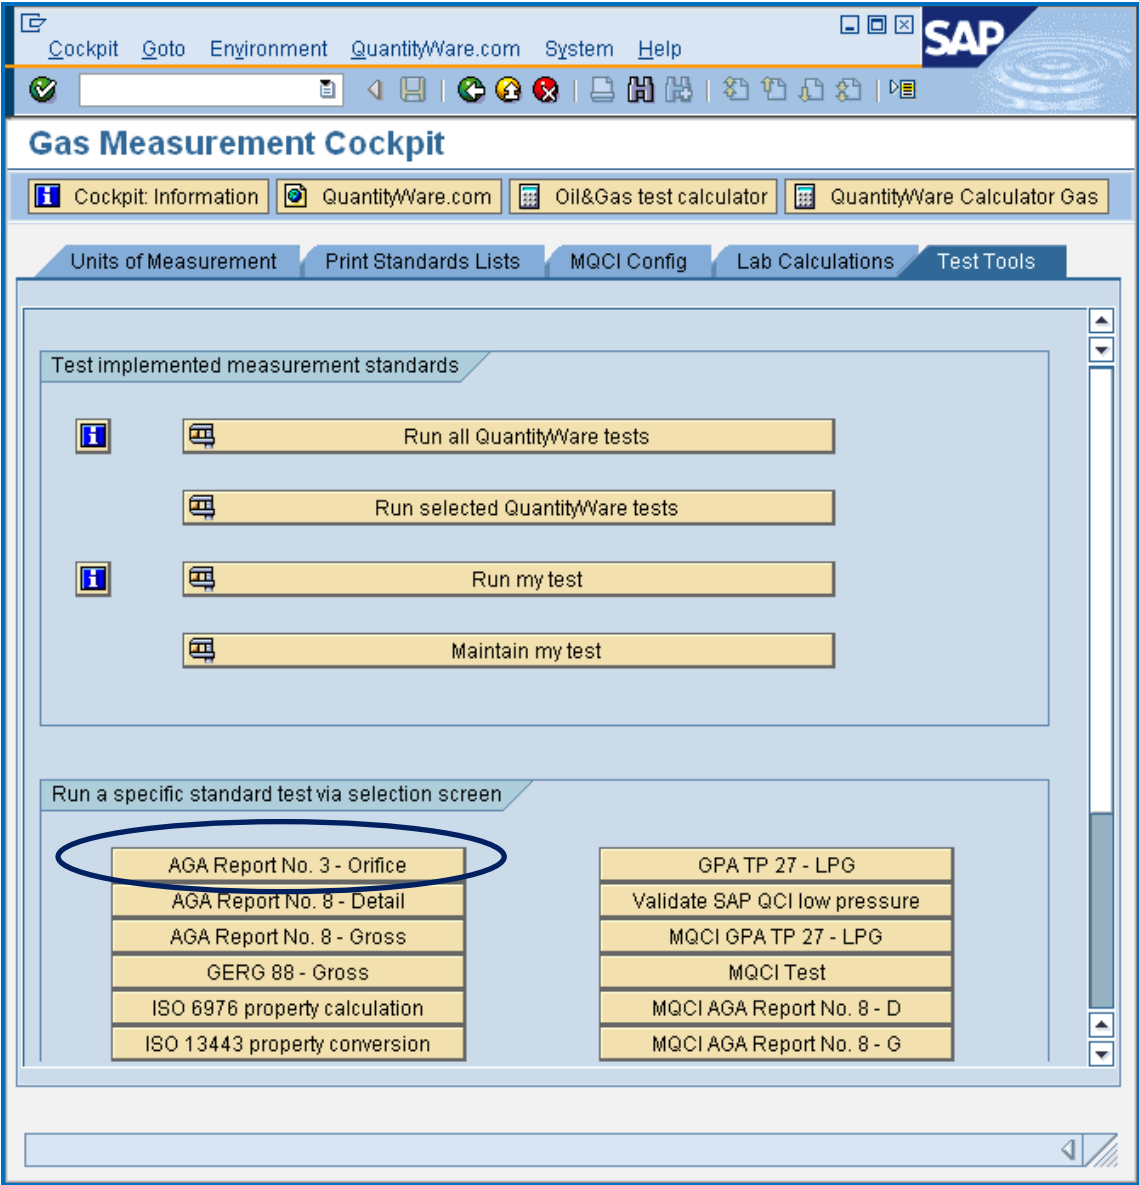 Cockpit Goto Environment QuantityWare.com System Help
SAP
Gas Measurement Cockpit
Cockpit: Information QuantityWare.com Oil&Gas test calculator QuantityWare Calculator Gas
Units of Measurement Print Standards Lists MQCI Config Lab Calculations Test Tools
Test implemented measurement standards
Run all QuantityWare tests
Run selected QuantityWare tests
Run my test
Maintain my test
Run a specific standard test via selection screen
AGA Report No. 3 - Orifice GPA TP 27 - LPG
AGA Report No. 8 - Detail Validate SAP QCI low pressure
AGA Report No. 8 - Gross MQCI GPA TP 27 - LPG
GERG 88 - Gross MQCI Test
ISO 6976 property calculation MQCI AGA Report No. 8 - D
ISO 13443 property conversion MQCI AGA Report No. 8 - G